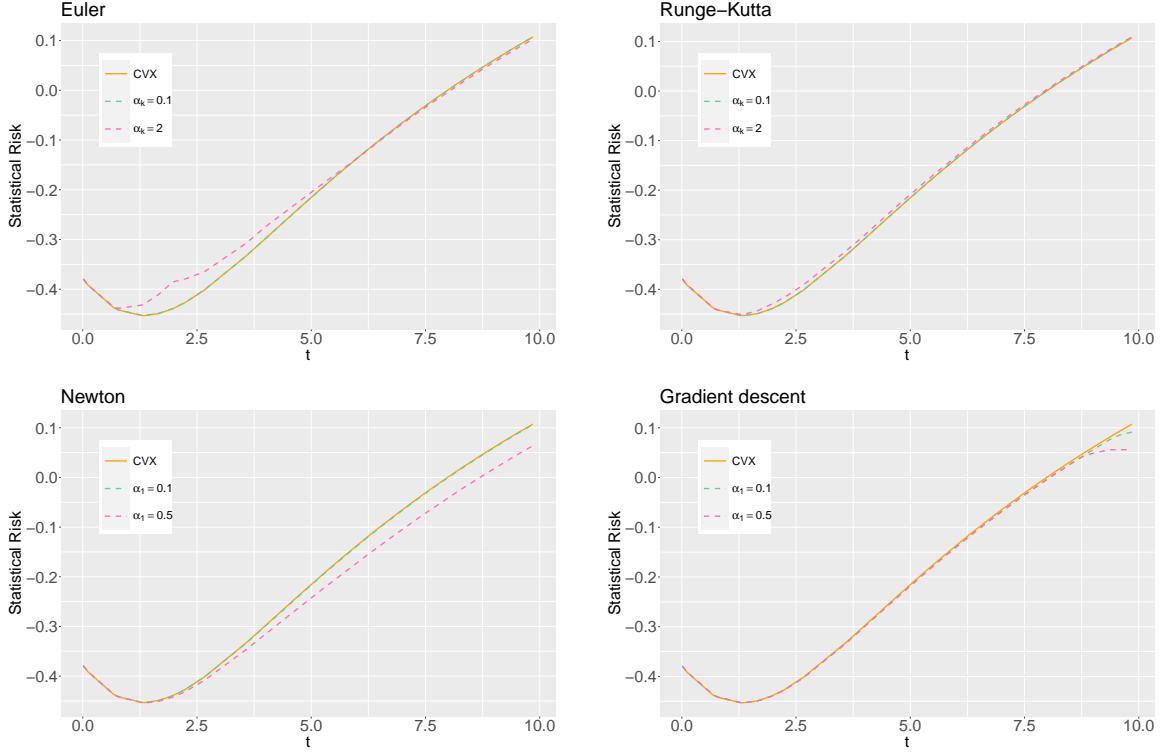 Euler
Statistical Risk
0.1
0.0
−0.1
−0.2
−0.3
−0.4
CVX
αk = 0.1
αk = 2
0.0 2.5 5.0 7.5 10.0
t
Runge−Kutta
Statistical Risk
0.1
0.0
−0.1
−0.2
−0.3
−0.4
CVX
αk = 0.1
αk = 2
0.0 2.5 5.0 7.5 10.0
t
Newton
Statistical Risk
0.1
0.0
−0.1
−0.2
−0.3
−0.4
CVX
α1 = 0.1
α1 = 0.5
0.0 2.5 5.0 7.5 10.0
t
Gradient descent
Statistical Risk
0.1
0.0
−0.1
−0.2
−0.3
−0.4
CVX
α1 = 0.1
α1 = 0.5
0.0 2.5 5.0 7.5 10.0
t